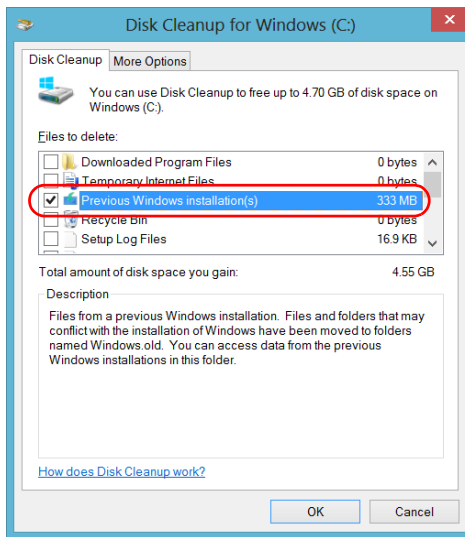 Disk Cleanup for Windows (C:)
Disk Cleanup
More Options
You can use Disk Cleanup to free up to 4.70 GB of disk space on
Windows (C:).
Files to delete:
Downloaded Program Files 0 bytes
Temporary Internet Files 0 bytes
Previous Windows installation(s) 333 MB
Recycle Bin 0 bytes
Setup Log Files 16.9 KB
Total amount of disk space you gain: 4.55 GB
Description
Files from a previous Windows installation. Files and folders that may
conflict with the installation of Windows have been moved to folders
named Windows.old. You can access data from the previous
Windows installations in this folder.
How does Disk Cleanup work?
OK
Cancel